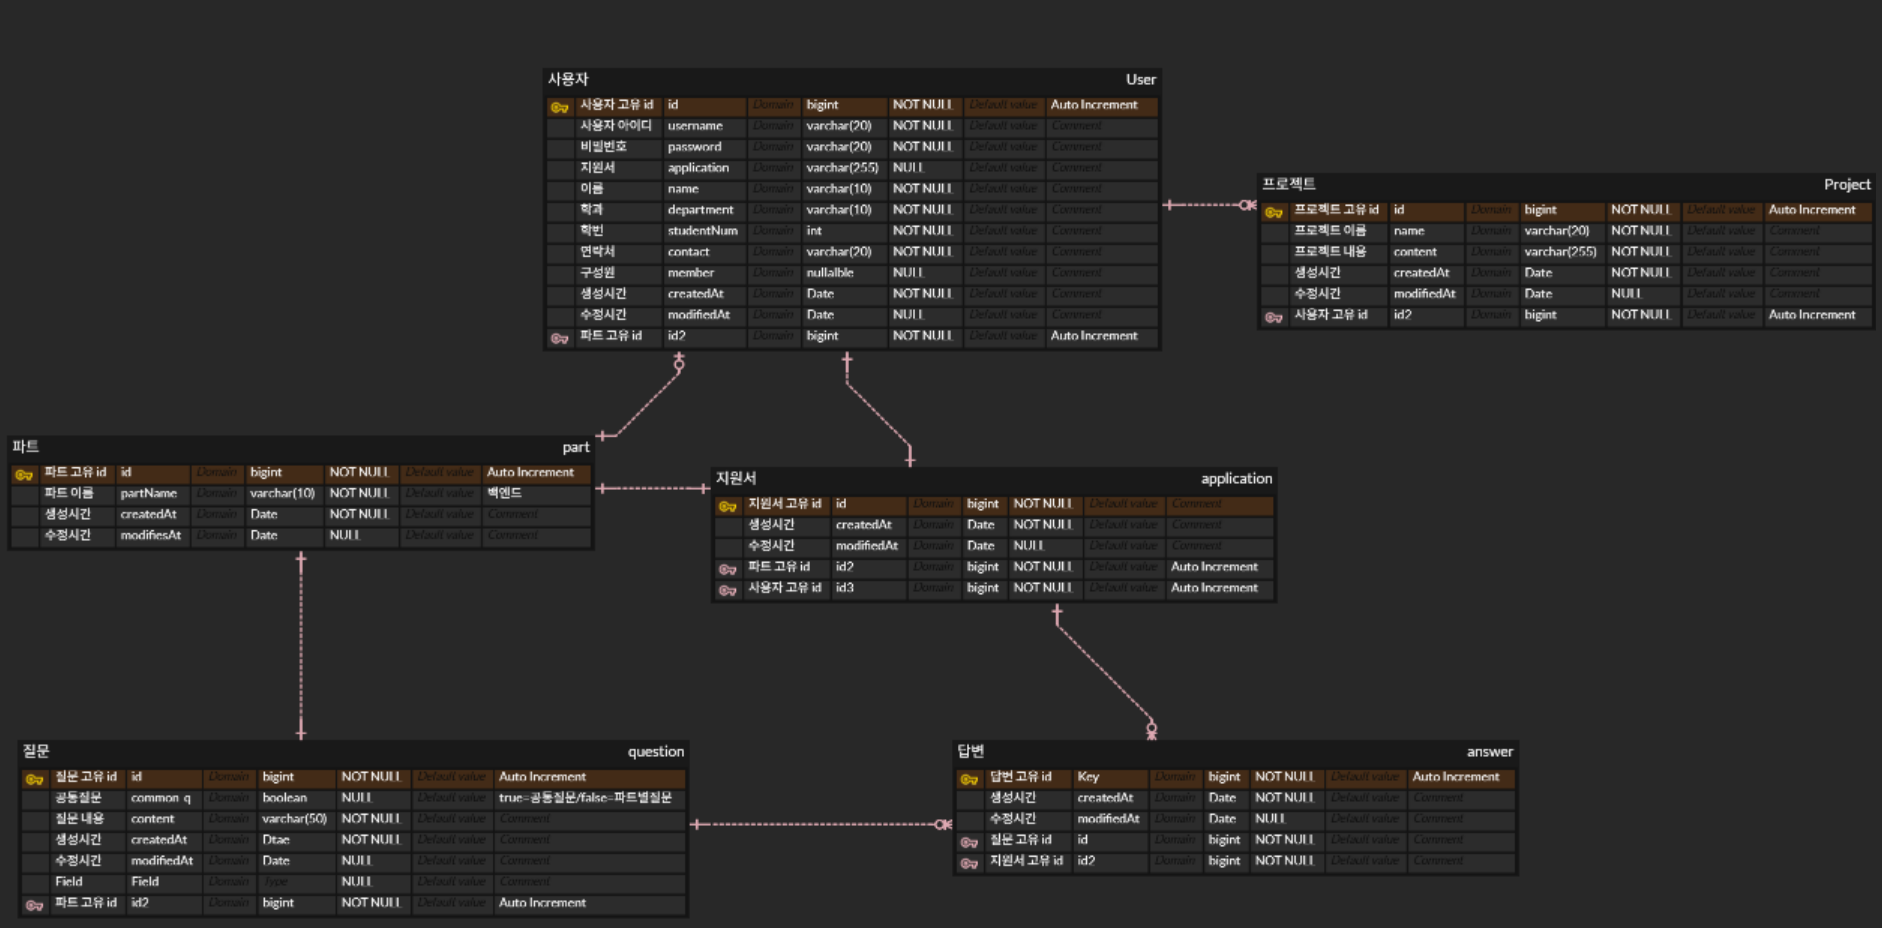 사용자 User
사용자 고유 id id Domain bigint NOT NULL Default value Auto Increment
사용자 아이디 username Domain varchar(20) NOT NULL Default value Comment
비밀번호 password Domain varchar(20) NOT NULL Default value Comment
지원서 application Domain varchar(255) NULL Default value Comment
이름 name Domain varchar(10) NOT NULL Default value Comment
학과 department Domain varchar(10) NOT NULL Default value Comment
학번 studentNum Domain int NOT NULL Default value Comment
연락처 contact Domain varchar(20) NOT NULL Default value Comment
구성원 member Domain nullalble NULL Default value Comment
생성시간 createdAt Domain Date NOT NULL Default value Comment
수정시간 modifiedAt Domain Date NULL Default value Comment
파트 고유 id id2 Domain bigint NOT NULL Default value Auto Increment
프로젝트 Project
프로젝트 고유 id id Domain bigint NOT NULL Default value Auto Increment
프로젝트 이름 name Domain varchar(20) NOT NULL Default value Comment
프로젝트 내용 content Domain varchar(255) NOT NULL Default value Comment
생성시간 createdAt Domain Date NOT NULL Default value Comment
수정시간 modifiedAt Domain Date NULL Default value Comment
사용자 고유 id id2 Domain bigint NOT NULL Default value Auto Increment
파트 part
파트 고유 id id Domain bigint NOT NULL Default value Auto Increment
파트 이름 partName Domain varchar(10) NOT NULL Default value 백엔드
생성시간 createdAt Domain Date NOT NULL Default value Comment
수정시간 modifiesAt Domain Date NULL Default value Comment
지원서 application
지원서 고유 id id Domain bigint NOT NULL Default value Comment
생성시간 createdAt Domain Date NOT NULL Default value Comment
수정시간 modifiedAt Domain Date NULL Default value Comment
파트 고유 id id2 Domain bigint NOT NULL Default value Auto Increment
사용자 고유 id id3 Domain bigint NOT NULL Default value Auto Increment
질문 question
질문 고유 id id Domain bigint NOT NULL Default value Auto Increment
공통질문 common q Domain boolean NULL Default value true=공통질문/false=파트별질문
질문 내용 content Domain varchar(50) NOT NULL Default value Comment
생성시간 createdAt Domain Dtae NOT NULL Default value Comment
수정시간 modifiedAt Domain Date NULL Default value Comment
Field Field Domain Type NULL Default value Comment
파트 고유 id id2 Domain bigint NOT NULL Default value Auto Increment
답변 answer
답변 고유 id Key Domain bigint NOT NULL Default value Auto Increment
생성시간 createdAt Domain Date NOT NULL Default value Comment
수정시간 modifiedAt Domain Date NULL Default value Comment
질문 고유 id id Domain bigint NOT NULL Default value Comment
지원서 고유 id id2 Domain bigint NOT NULL Default value Comment